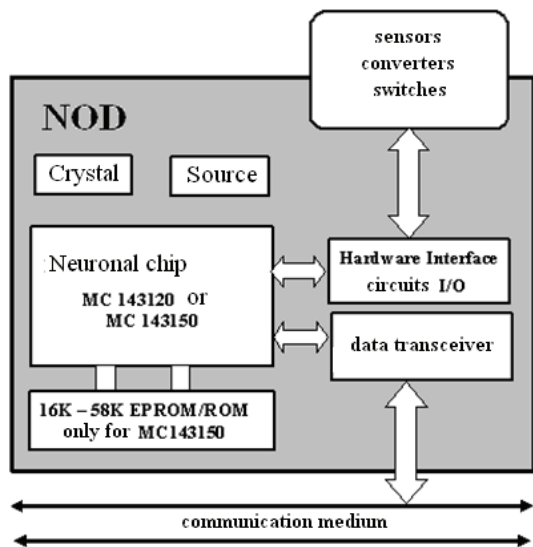 sensors
converters
switches
NOD
Crystal
Source
Neuronal chip
MC 143120 or
MC 143150
Hardware Interface
circuits I/O
data transceiver
16K – 58K EPROM/ROM
only for MC143150
communication medium